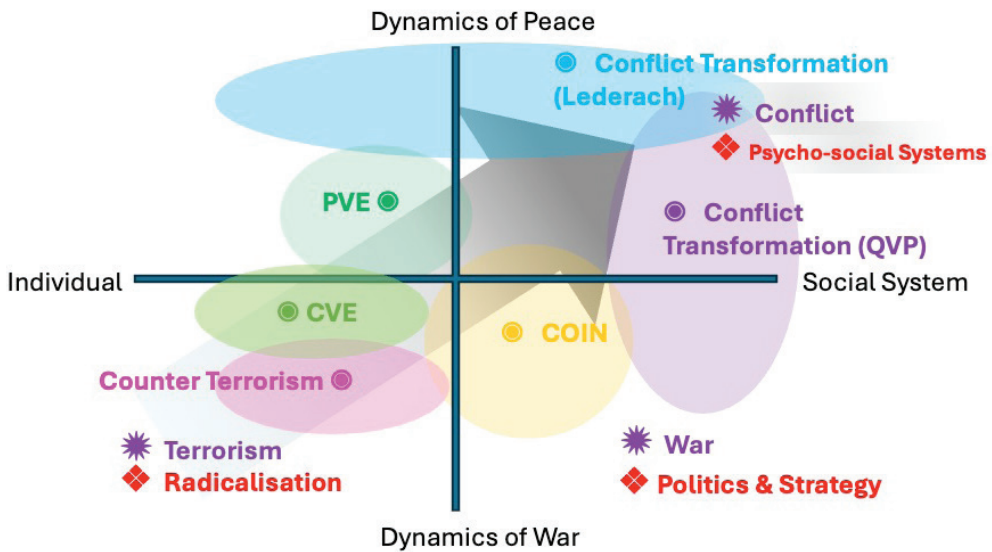 Dynamics of Peace
Conflict Transformation
(Lederach)
Conflict
Psycho-social Systems
PVE
Conflict
Transformation (QVP)
Individual
Social System
CVE
COIN
Counter Terrorism
Terrorism
Radicalisation
War
Politics & Strategy
Dynamics of War